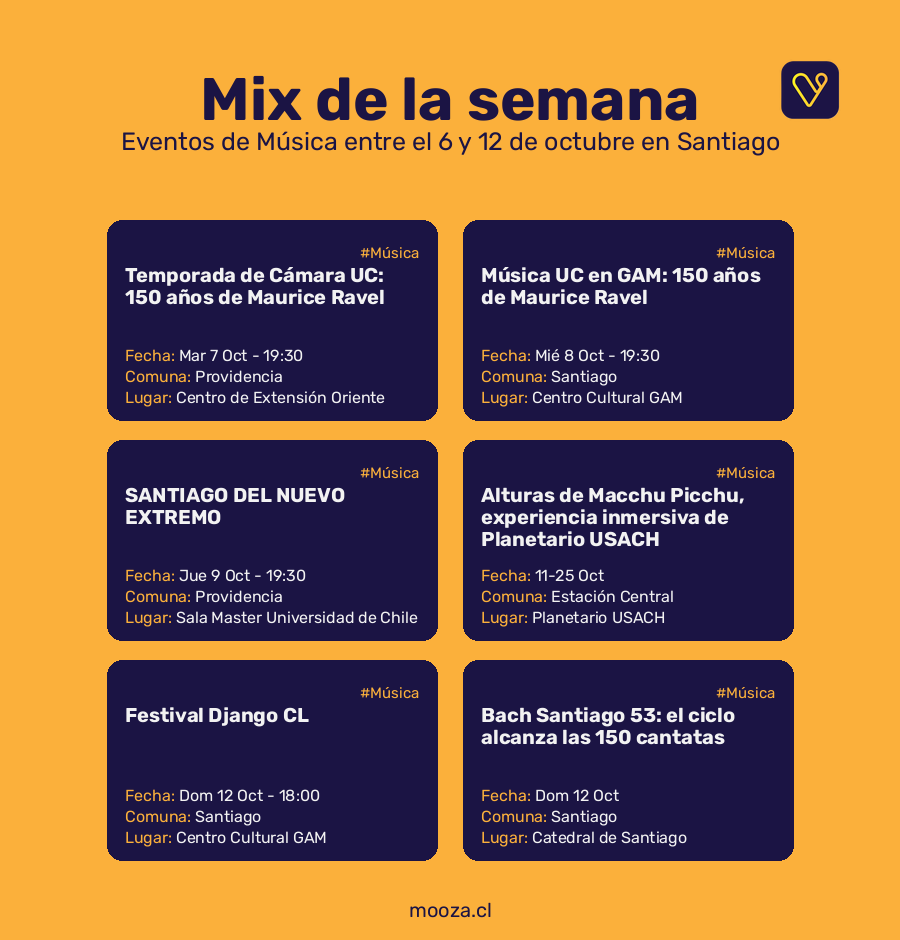 Mix de la semana
Eventos de Música entre el 6 y 12 de octubre en Santiago
#Música
Temporada de Cámara UC:
150 años de Maurice Ravel
Fecha: Mar 7 Oct - 19:30
Comuna: Providencia
Lugar: Centro de Extensión Oriente
#Música
Música UC en GAM: 150 años
de Maurice Ravel
Fecha: Mié 8 Oct - 19:30
Comuna: Santiago
Lugar: Centro Cultural GAM
#Música
SANTIAGO DEL NUEVO
EXTREMO
Fecha: Jue 9 Oct - 19:30
Comuna: Providencia
Lugar: Sala Master Universidad de Chile
#Música
Alturas de Macchu Picchu,
experiencia inmersiva de
Planetario USACH
Fecha: 11-25 Oct
Comuna: Estación Central
Lugar: Planetario USACH
#Música
Festival Django CL
Fecha: Dom 12 Oct - 18:00
Comuna: Santiago
Lugar: Centro Cultural GAM
#Música
Bach Santiago 53: el ciclo
alcanza las 150 cantatas
Fecha: Dom 12 Oct
Comuna: Santiago
Lugar: Catedral de Santiago
mooza.cl